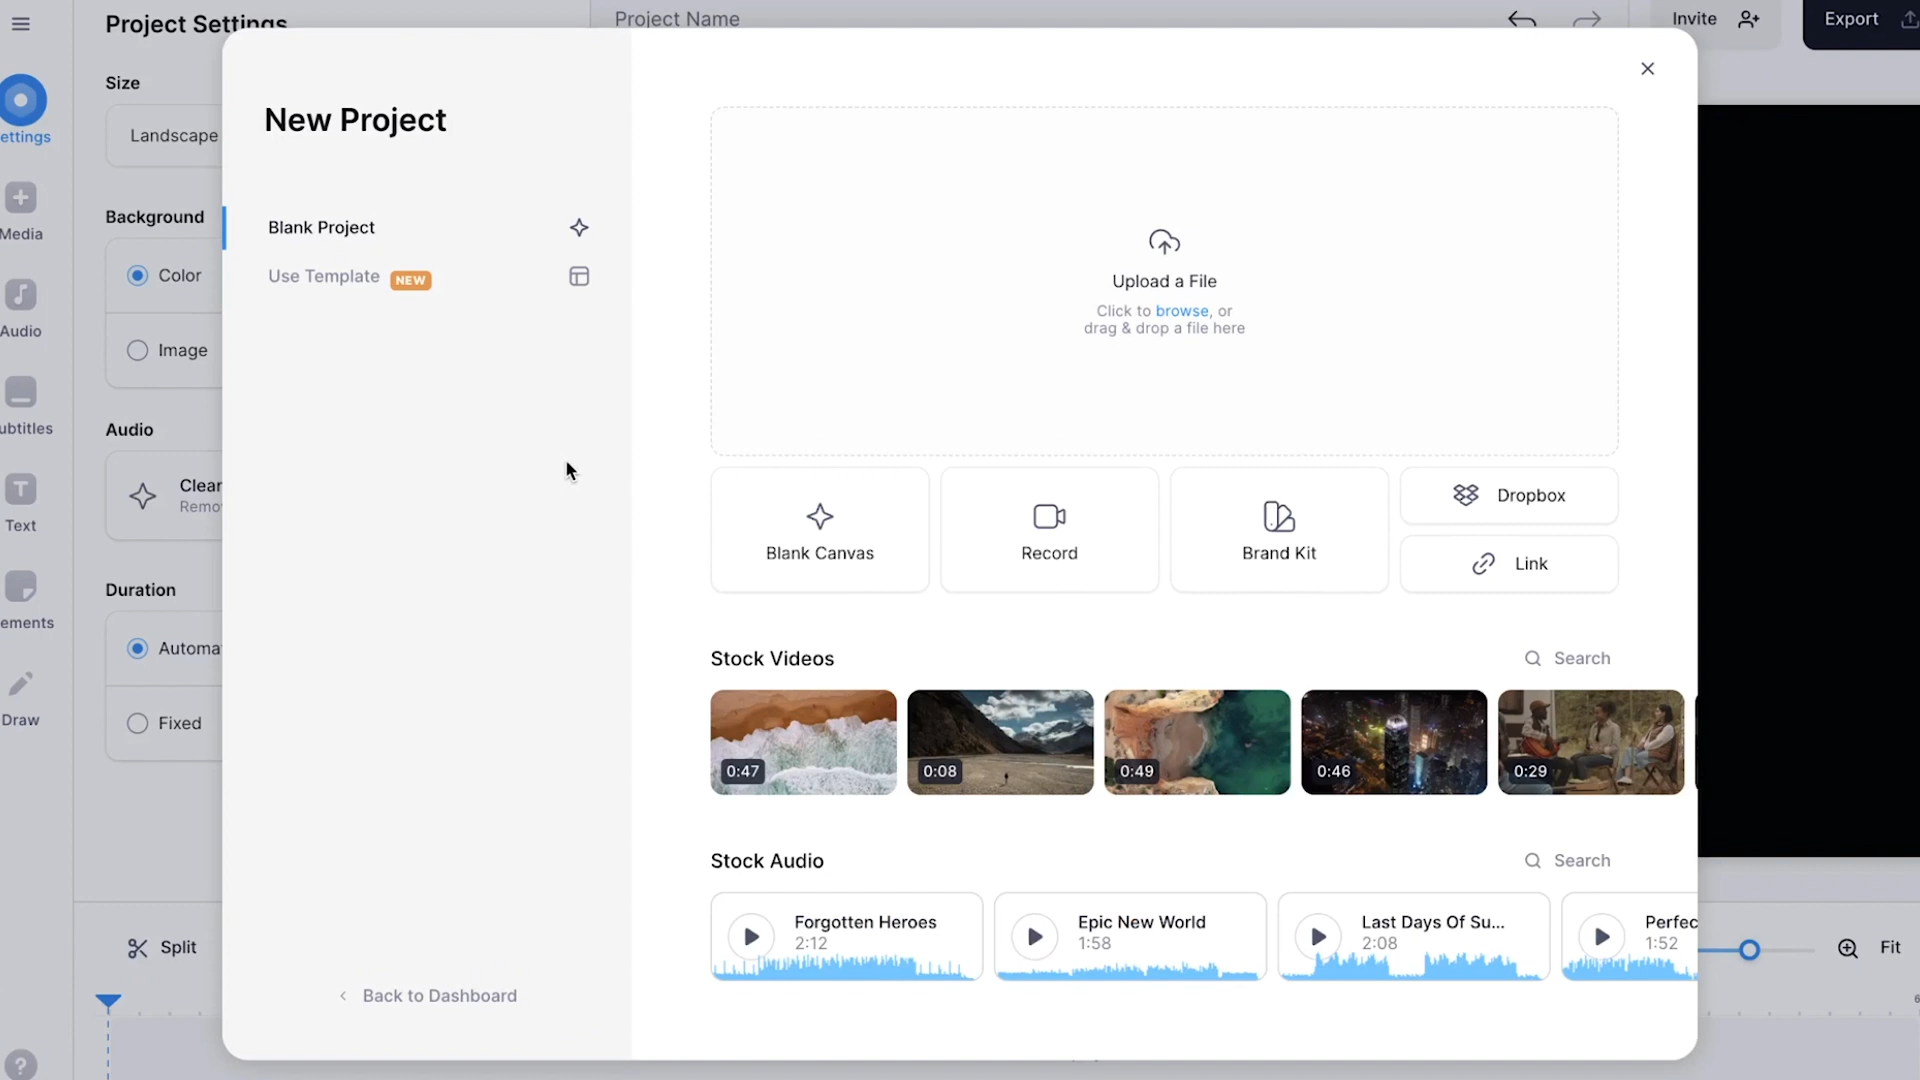 Project Settings
Project Name
Invite
Export
Size
Landscape
ettings
Media
Audio
ubtitles
Text
ements
Draw
Background
Color
Image
Audio
Clear
Remo
Duration
Automa
Fixed
Split
New Project
Blank Project
Use Template NEW
Back to Dashboard
Upload a File
Click to browse, or
drag & drop a file here
Blank Canvas
Record
Brand Kit
Dropbox
Link
Stock Videos
Search
0:47
0:08
0:49
0:46
0:29
Stock Audio
Search
Forgotten Heroes
2:12
Epic New World
1:58
Last Days Of Su...
2:08
Perfec
1:52
Fit
6
?